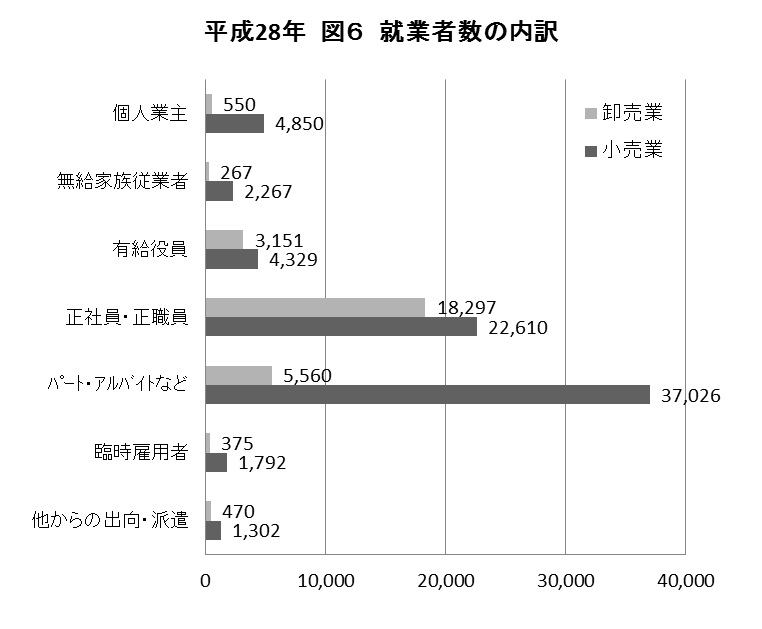 平成28年 図6 就業者数の内訳
卸売業
小売業
個人業主
550
4,850
無給家族従業者
267
2,267
有給役員
3,151
4,329
正社員・正職員
18,297
22,610
ﾊﾟｰﾄ・ｱﾙﾊﾞｲﾄなど
5,560
37,026
臨時雇用者
375
1,792
他からの出向・派遣
470
1,302
0 10,000 20,000 30,000 40,000